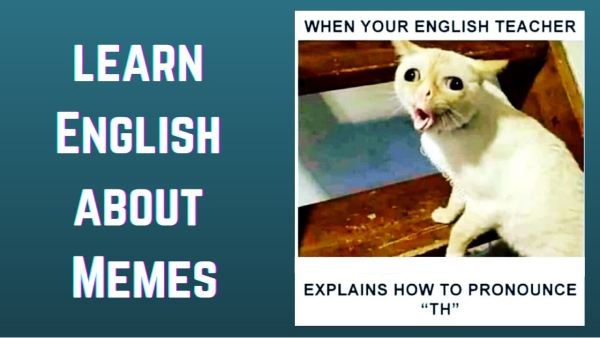 LEARN
ENGLISH
ABOUT
MEMES
WHEN YOUR ENGLISH TEACHER
EXPLAINS HOW TO PRONOUNCE
“TH”